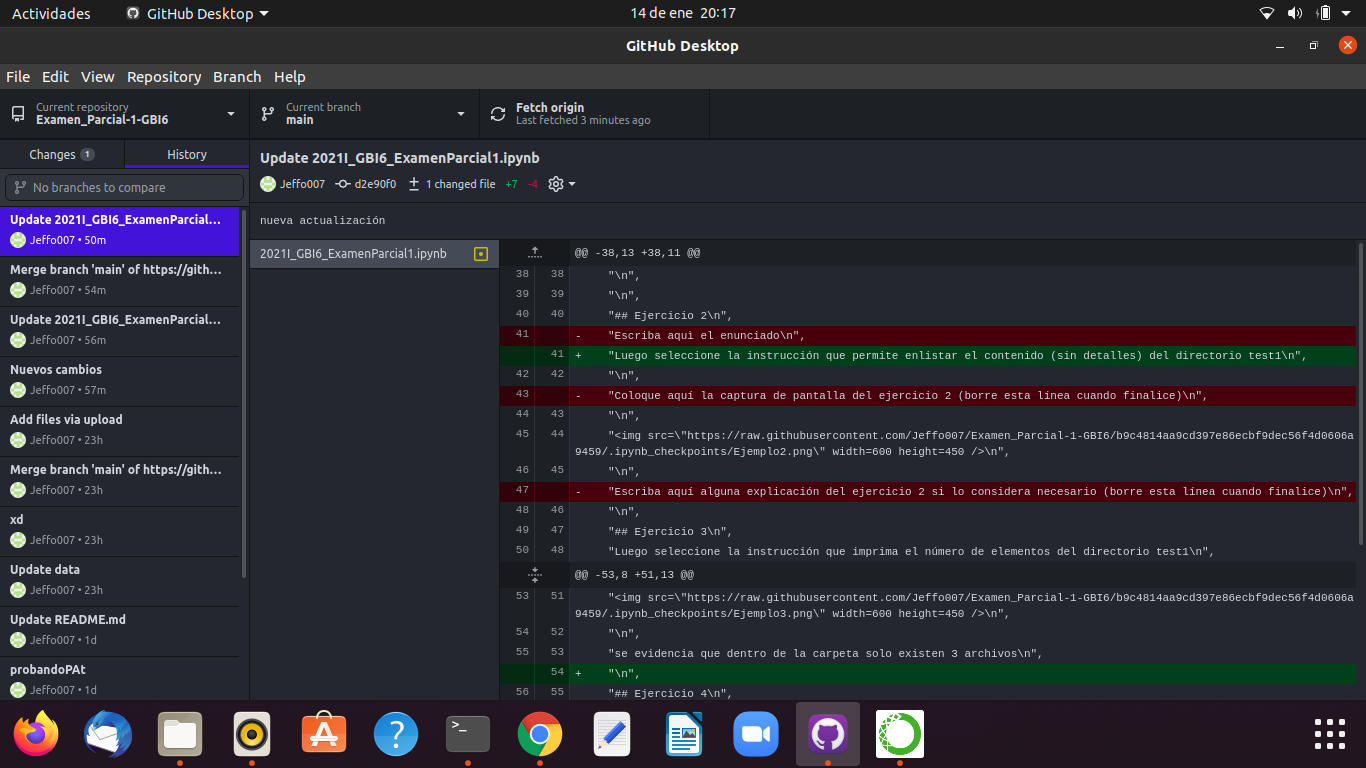 Actividades
GitHub Desktop
14 de ene 20:17
GitHub Desktop
File Edit View Repository Branch Help
Current repository
Examen_Parcial-1-GBI6
Current branch
main
Fetch origin
Last fetched 3 minutes ago
Changes 1
History
No branches to compare
Update 2021I_GBI6_ExamenParcial...
Jeffo007 • 50m
Merge branch 'main' of https://gith...
Jeffo007 • 54m
Update 2021I_GBI6_ExamenParcial...
Jeffo007 • 56m
Nuevos cambios
Jeffo007 • 57m
Add files via upload
Jeffo007 • 23h
Merge branch 'main' of https://gith...
Jeffo007 • 23h
xd
Jeffo007 • 23h
Update data
Jeffo007 • 23h
Update README.md
Jeffo007 • 1d
probandoPAt
Jeffo007 • 1d
Update 2021I_GBI6_ExamenParcial1.ipynb
Jeffo007 d2e90f0 1 changed file +7 -4
nueva actualización
2021I_GBI6_ExamenParcial1.ipynb
@@ -38,13 +38,11 @@
38 38 "\n",
39 39 "\n",
40 40 "## Ejercicio 2\n",
41 - "Escriba aquì el enunciado\n",
41 + "Luego seleccione la instrucción que permite enlistar el contenido (sin detalles) del directorio test1\n",
42 42 "\n",
43 - "Coloque aquí la captura de pantalla del ejercicio 2 (borre esta línea cuando finalice)\n",
44 43 "\n",
45 44 "<img src=\"https://raw.githubusercontent.com/Jeffo007/Examen_Parcial-1-GBI6/b9c4814aa9cd397e86ecbf9dec56f4d0606a
9459/.ipynb_checkpoints/Ejemplo2.png\" width=600 height=450 />\n",
46 45 "\n",
47 - "Escriba aquí alguna explicación del ejercicio 2 si lo considera necesario (borre esta línea cuando finalice)\n",
48 46 "\n",
49 47 "## Ejercicio 3\n",
50 48 "Luego seleccione la instrucción que imprima el número de elementos del directorio test1\n",
@@ -53,8 +51,13 @@
53 51 "<img src=\"https://raw.githubusercontent.com/Jeffo007/Examen_Parcial-1-GBI6/b9c4814aa9cd397e86ecbf9dec56f4d0606a
9459/.ipynb_checkpoints/Ejemplo3.png\" width=600 height=450 />\n",
54 52 "\n",
55 53 "se evidencia que dentro de la carpeta solo existen 3 archivos\n",
54 + "\n",
56 55 "## Ejercicio 4\n",